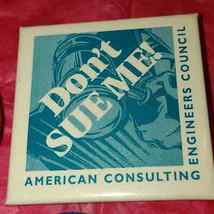 Don't
SUE ME!
AMERICAN CONSULTING
ENGINEERS COUNCIL